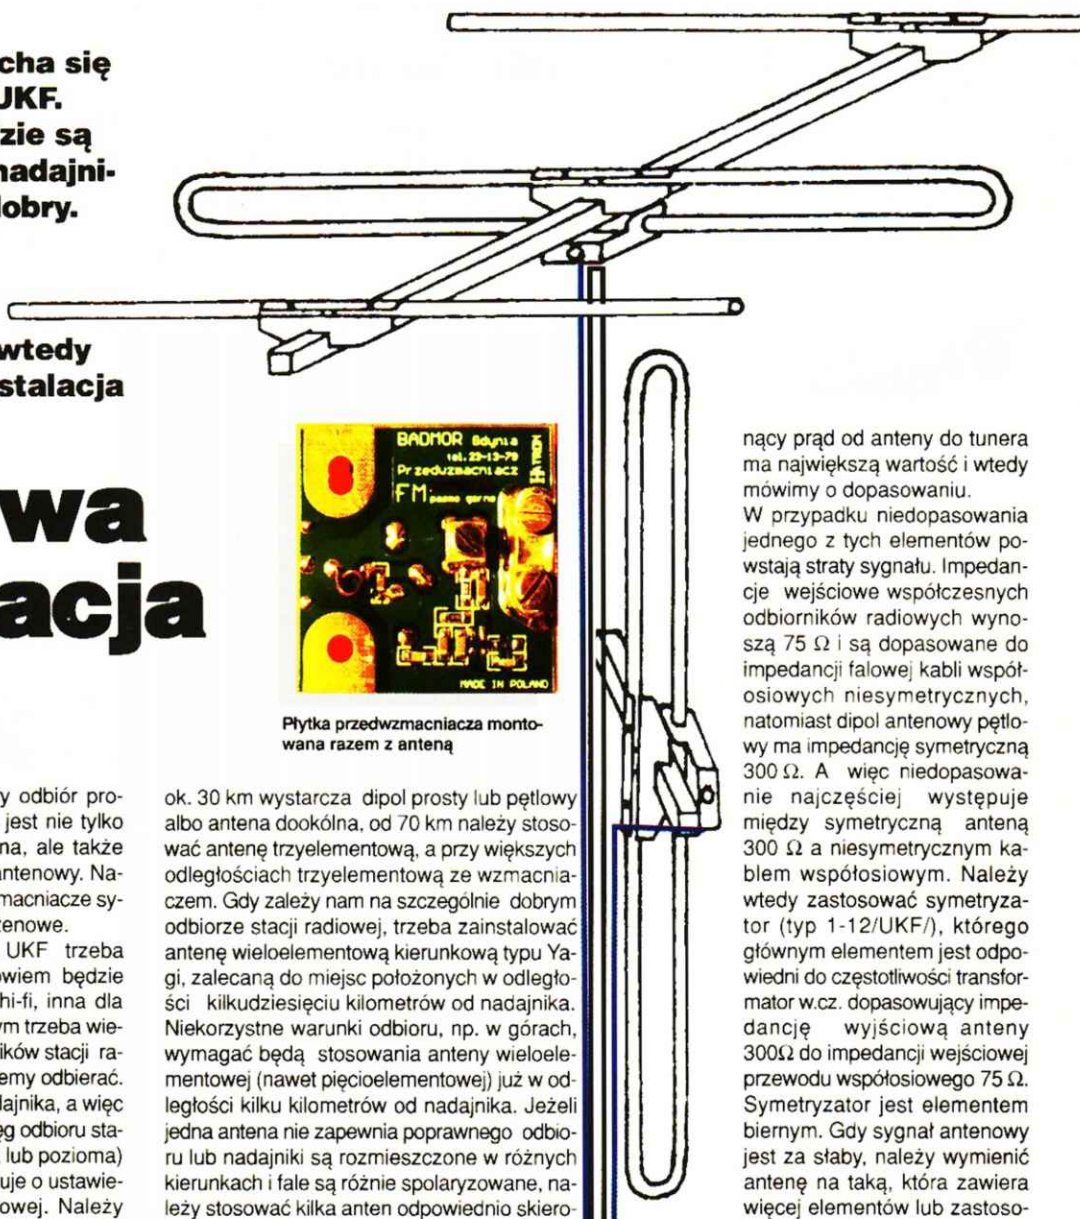 cha się
UKF.
zie są
nadajni-
lobry.
wtedy
stalacja
wa
acja
BADMOR Gdynia
tel. 23-13-79
Przedwzmacniacz
FM pasmo górne
MADE IN POLAND
Płytka przedwzmacniacza monto-
wana razem z anteną
y odbiór pro-
jest nie tylko
na, ale także
ntenowy. Na-
macniacze sy-
zenowe.
UKF trzeba
wiem będzie
hi-fi, inna dla
ym trzeba wie-
ików stacji ra-
emy odbierać.
dajnika, a więc
ęg odbioru sta-
lub pozioma)
uje o ustawie-
owej. Należy
ok. 30 km wystarcza dipol prosty lub pętlowy
albo antena dookólna, od 70 km należy stoso-
wać antenę trzyelementową, a przy większych
odległościach trzyelementową ze wzmacnia-
czem. Gdy zależy nam na szczególnie dobrym
odbiorze stacji radiowej, trzeba zainstalować
antenę wieloelementową kierunkową typu Ya-
gi, zalecaną do miejsc położonych w odległo-
ści kilkudziesięciu kilometrów od nadajnika.
Niekorzystne warunki odbioru, np. w górach,
wymagać będą stosowania anteny wieloele-
mentowej (nawet pięcioelementowej) już w od-
ległości kilku kilometrów od nadajnika. Jeżeli
jedna antena nie zapewnia poprawnego odbio-
ru lub nadajniki są rozmieszczone w różnych
kierunkach i fale są różnie spolaryzowane, na-
leży stosować kilka anten odpowiednio skiero-
nący prąd od anteny do tunera
ma największą wartość i wtedy
mówimy o dopasowaniu.
W przypadku niedopasowania
jednego z tych elementów po-
wstają straty sygnału. Impedan-
cje wejściowe współczesnych
odbiorników radiowych wyno-
szą 75 Ω i są dopasowane do
impedancji falowej kabli współ-
osiowych niesymetrycznych,
natomiast dipol antenowy pętlo-
wy ma impedancję symetryczną
300 Ω. A więc niedopasowa-
nie najczęściej występuje
między symetryczną anteną
300 Ω a niesymetrycznym ka-
blem współosiowym. Należy
wtedy zastosować symetryza-
tor (typ 1-12/UKF/), którego
głównym elementem jest odpo-
wiedni do częstotliwości transfor-
mator w.cz. dopasowujący impe-
dancję wyjściową anteny
300Ω do impedancji wejściowej
przewodu współosiowego 75 Ω.
Symetryzator jest elementem
biernym. Gdy sygnał antenowy
jest za słaby, należy wymienić
antenę na taką, która zawiera
więcej elementów lub zastoso-